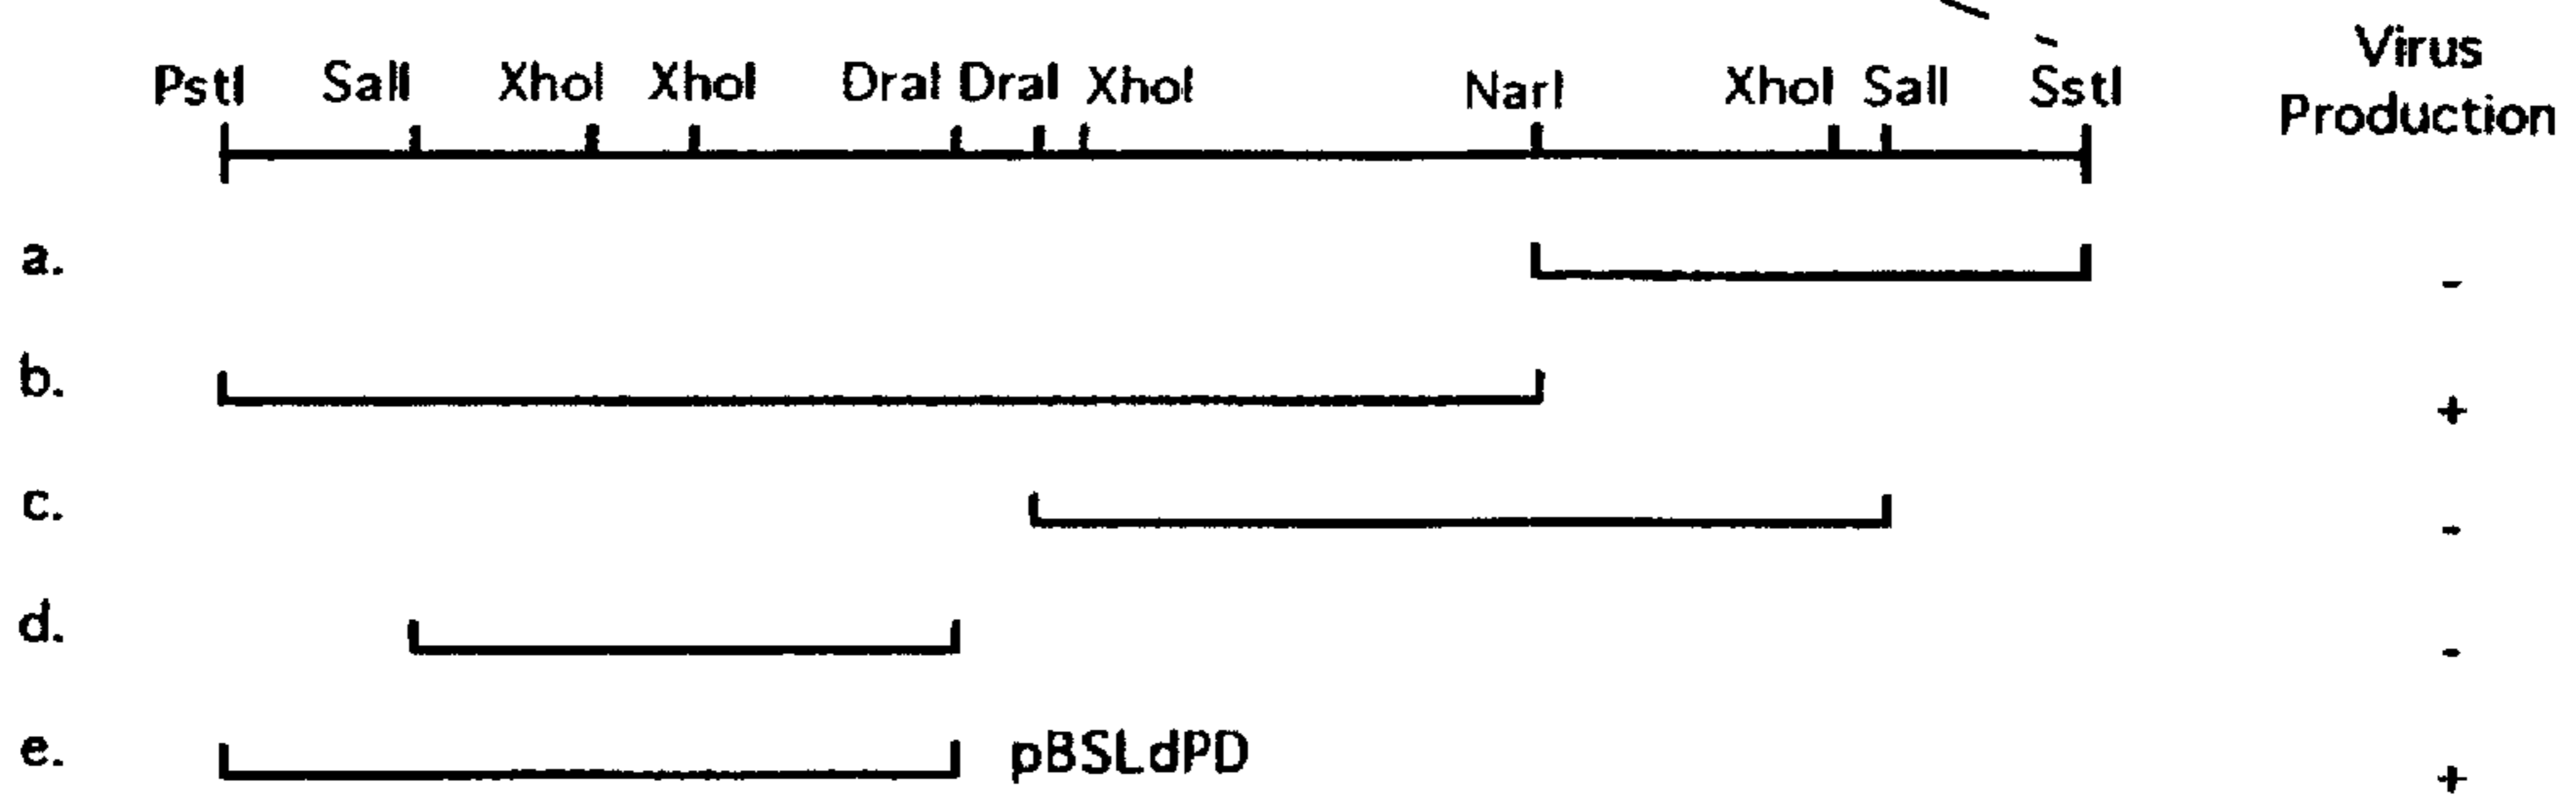 PstI SalI XhoI XhoI DraI DraI XhoI NarI XhoI SalI SstI Virus Production
a. -
b. +
c. -
d. -
e. pBSLdPD +